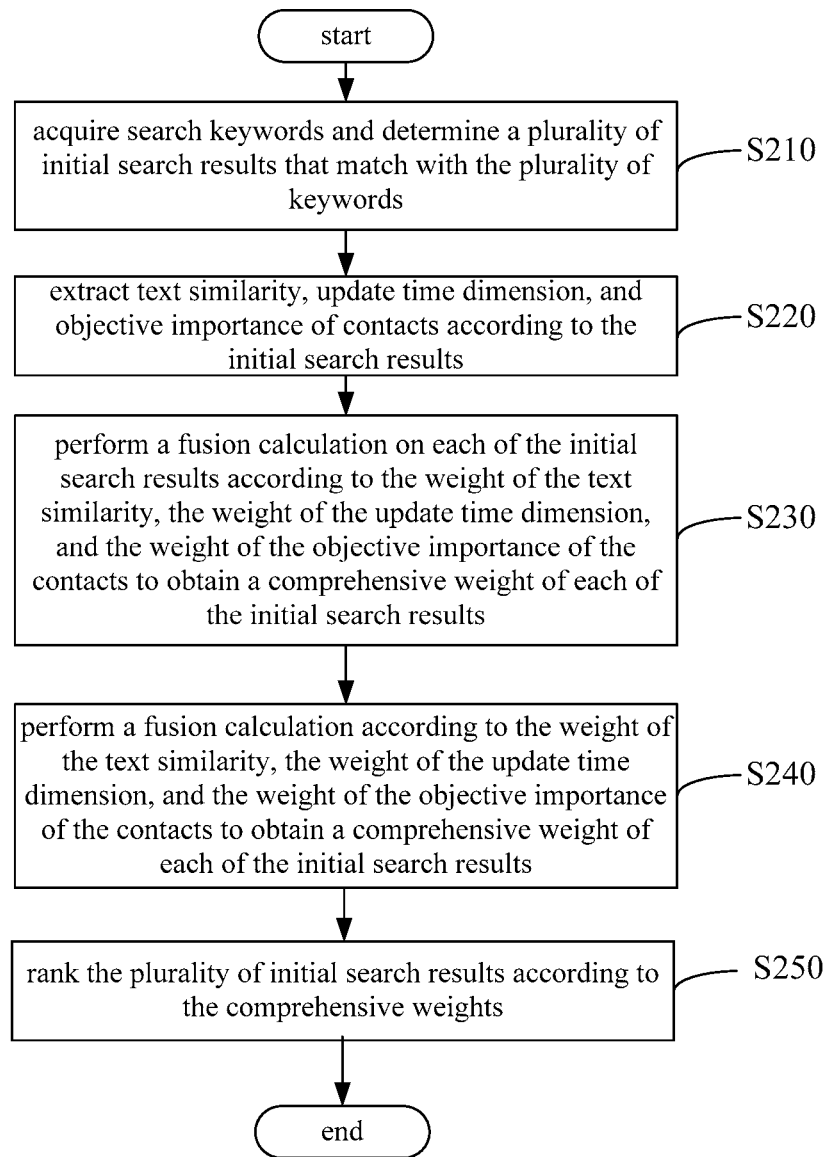 start
acquire search keywords and determine a plurality of
initial search results that match with the plurality of
keywords
S210
extract text similarity, update time dimension, and
objective importance of contacts according to the
initial search results
S220
perform a fusion calculation on each of the initial
search results according to the weight of the text
similarity, the weight of the update time dimension,
and the weight of the objective importance of the
contacts to obtain a comprehensive weight of each of
the initial search results
S230
perform a fusion calculation according to the weight of
the text similarity, the weight of the update time
dimension, and the weight of the objective importance
of the contacts to obtain a comprehensive weight of
each of the initial search results
S240
rank the plurality of initial search results according to
the comprehensive weights
S250
end